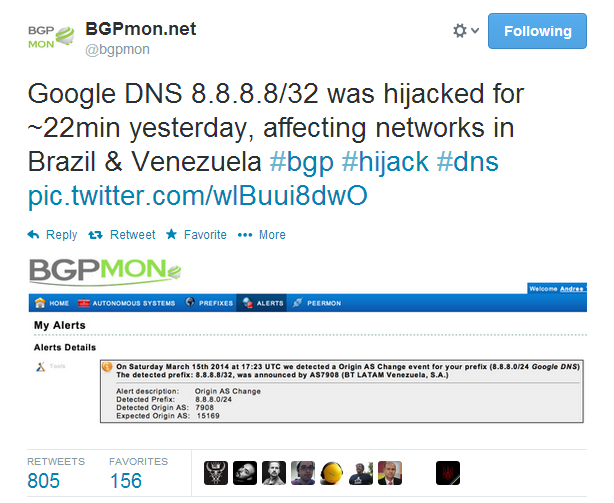 BGP
MON
BGPmon.net
@bgpmon
Following
Google DNS 8.8.8.8/32 was hijacked for
~22min yesterday, affecting networks in
Brazil & Venezuela #bgp #hijack #dns
pic.twitter.com/wIBuui8dwO
Reply Retweet Favorite More
BGPMON
Welcome Andree
HOME AUTONOMOUS SYSTEMS PREFIXES ALERTS PEERMON
My Alerts
Alerts Details
Tools
On Saturday March 15th 2014 at 17:23 UTC we detected a Origin AS Change event for your prefix (8.8.8.0/24 Google DNS)
The detected prefix: 8.8.8.8/32, was announced by AS7908 (BT LATAM Venezuela, S.A.)
Alert description: Origin AS Change
Detected Prefix: 8.8.8.0/24
Detected Origin AS: 7908
Expected Origin AS: 15169
RETWEETS FAVORITES
805 156